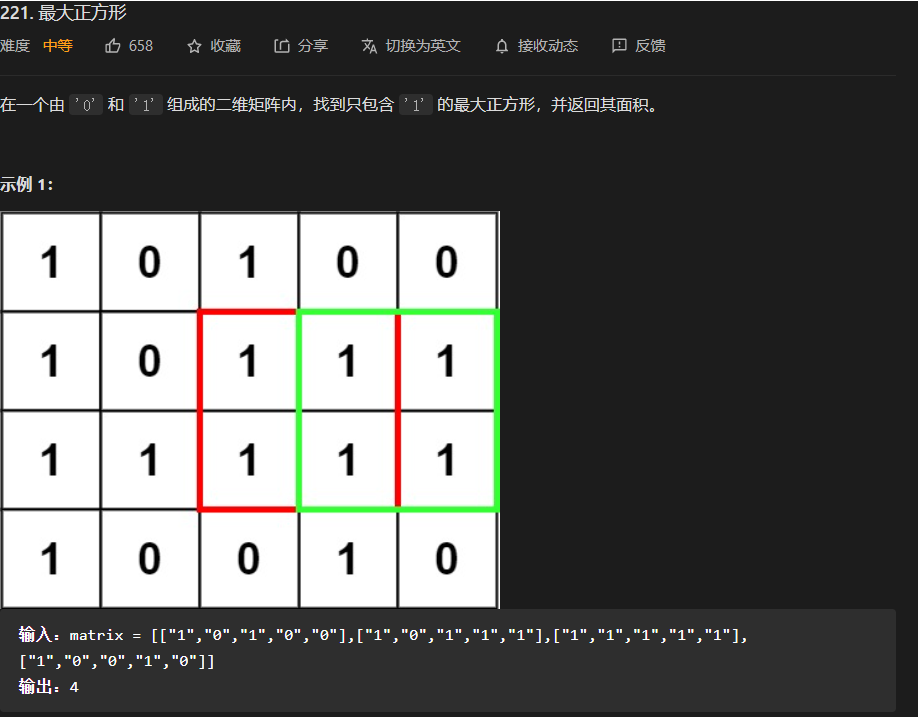 221. 最大正方形
难度 中等 658 收藏 分享 切换为英文 接收动态 反馈
在一个由 '0' 和 '1' 组成的二维矩阵内，找到只包含 '1' 的最大正方形，并返回其面积。
示例 1：
1 0 1 0 0
1 0 1 1 1
1 1 1 1 1
1 0 0 1 0
输入：matrix = [["1","0","1","0","0"],["1","0","1","1","1"],["1","1","1","1","1"],
["1","0","0","1","0"]]
输出：4